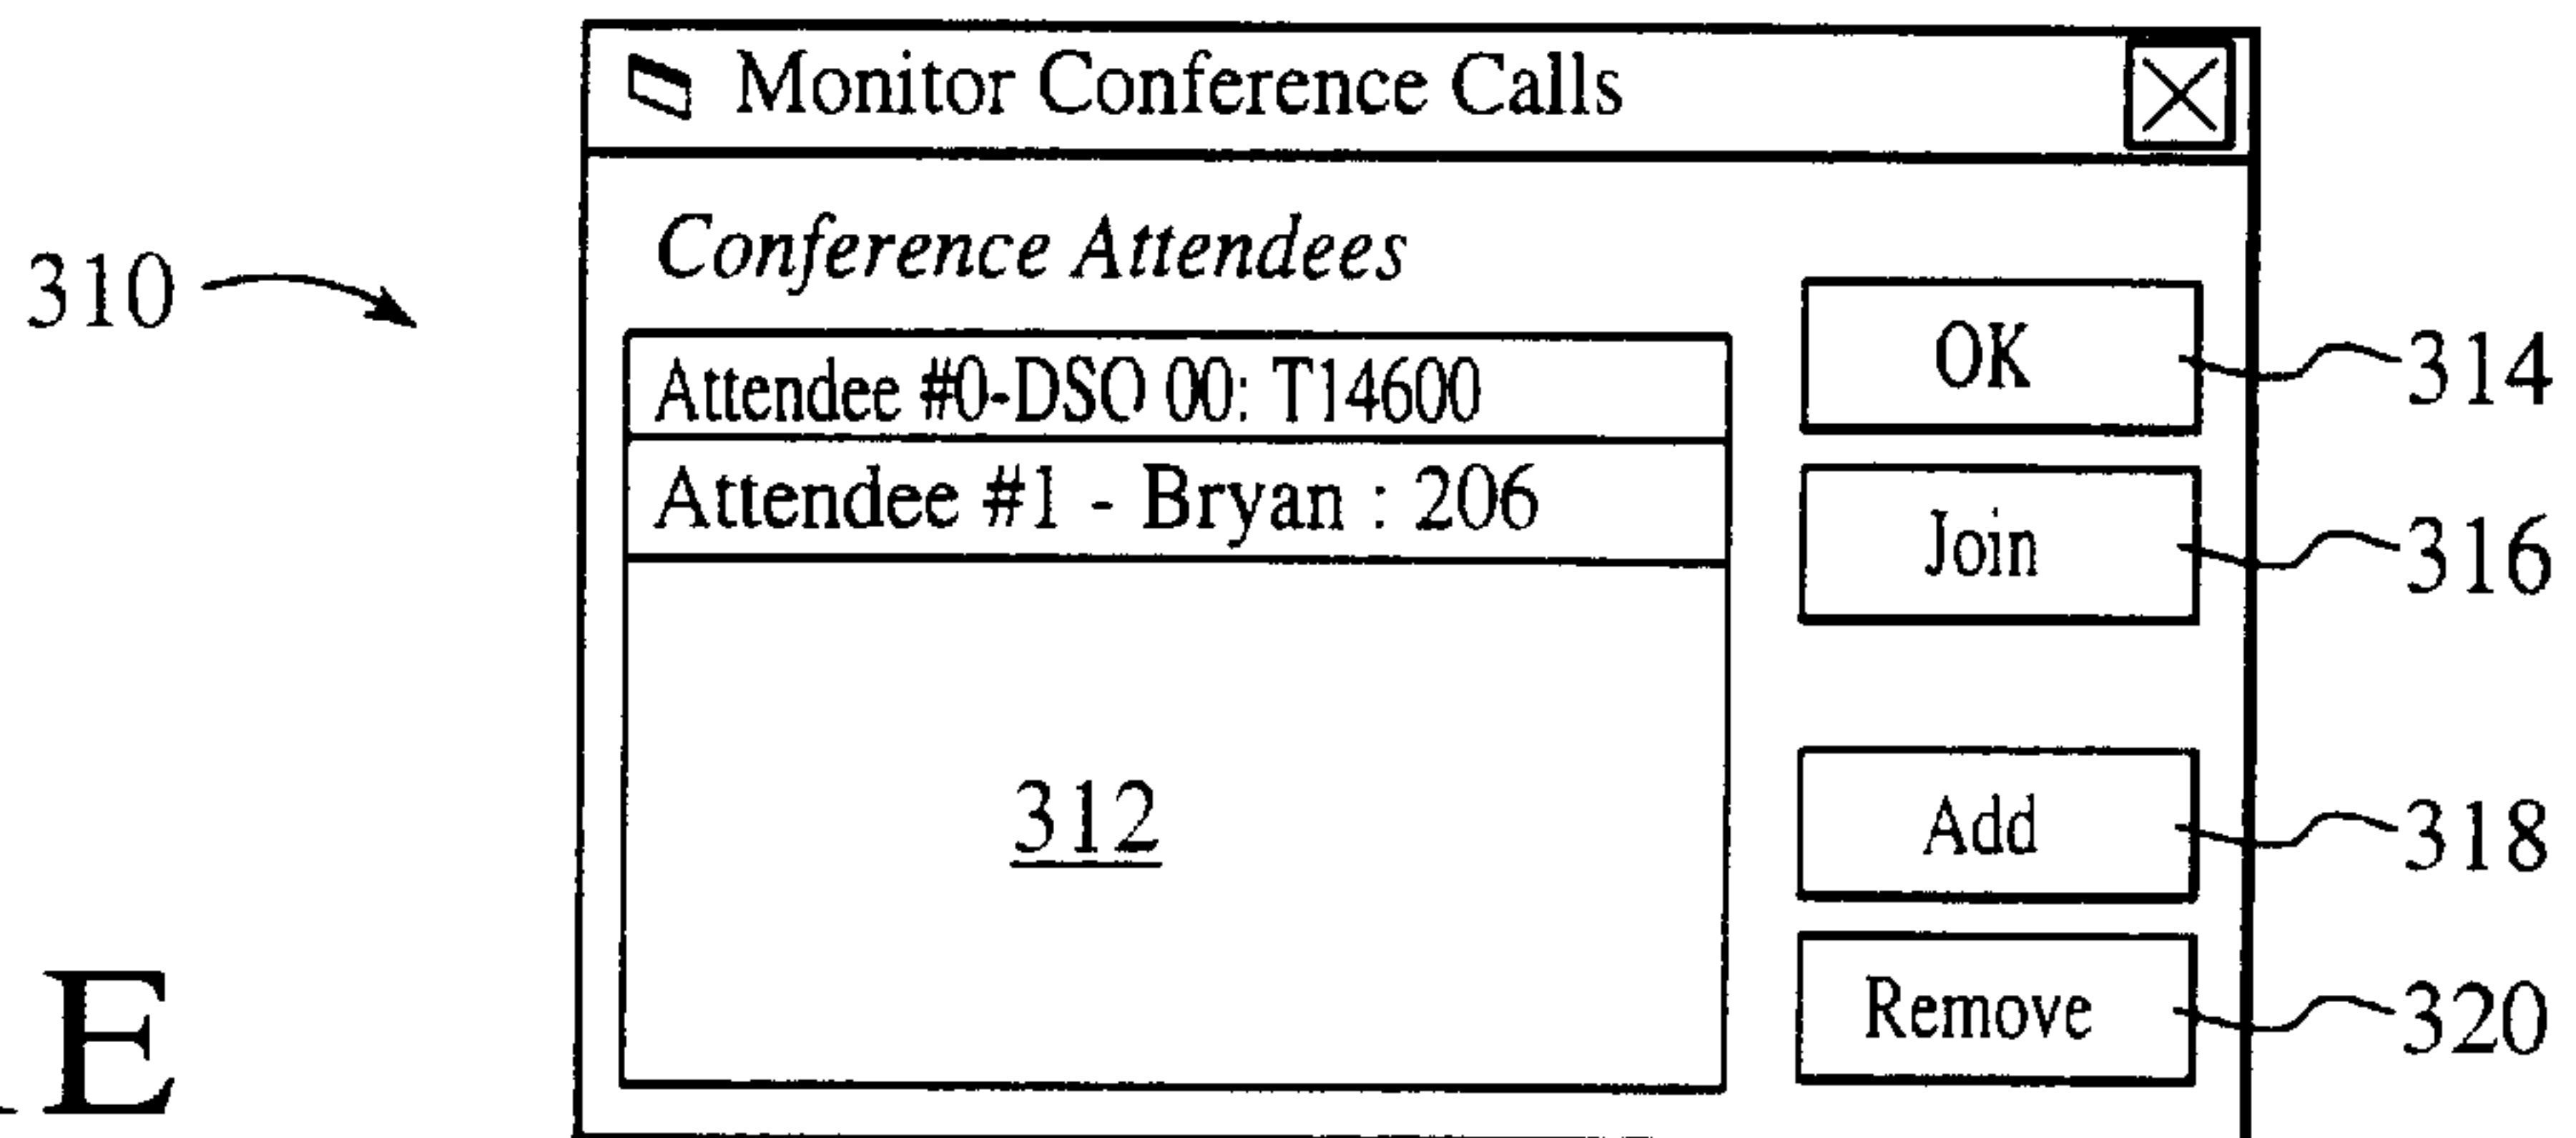 Monitor Conference Calls
310
Conference Attendees
Attendee #0-DSO 00: T14600
Attendee #1 - Bryan : 206
312
OK
314
Join
316
Add
318
Remove
320
E